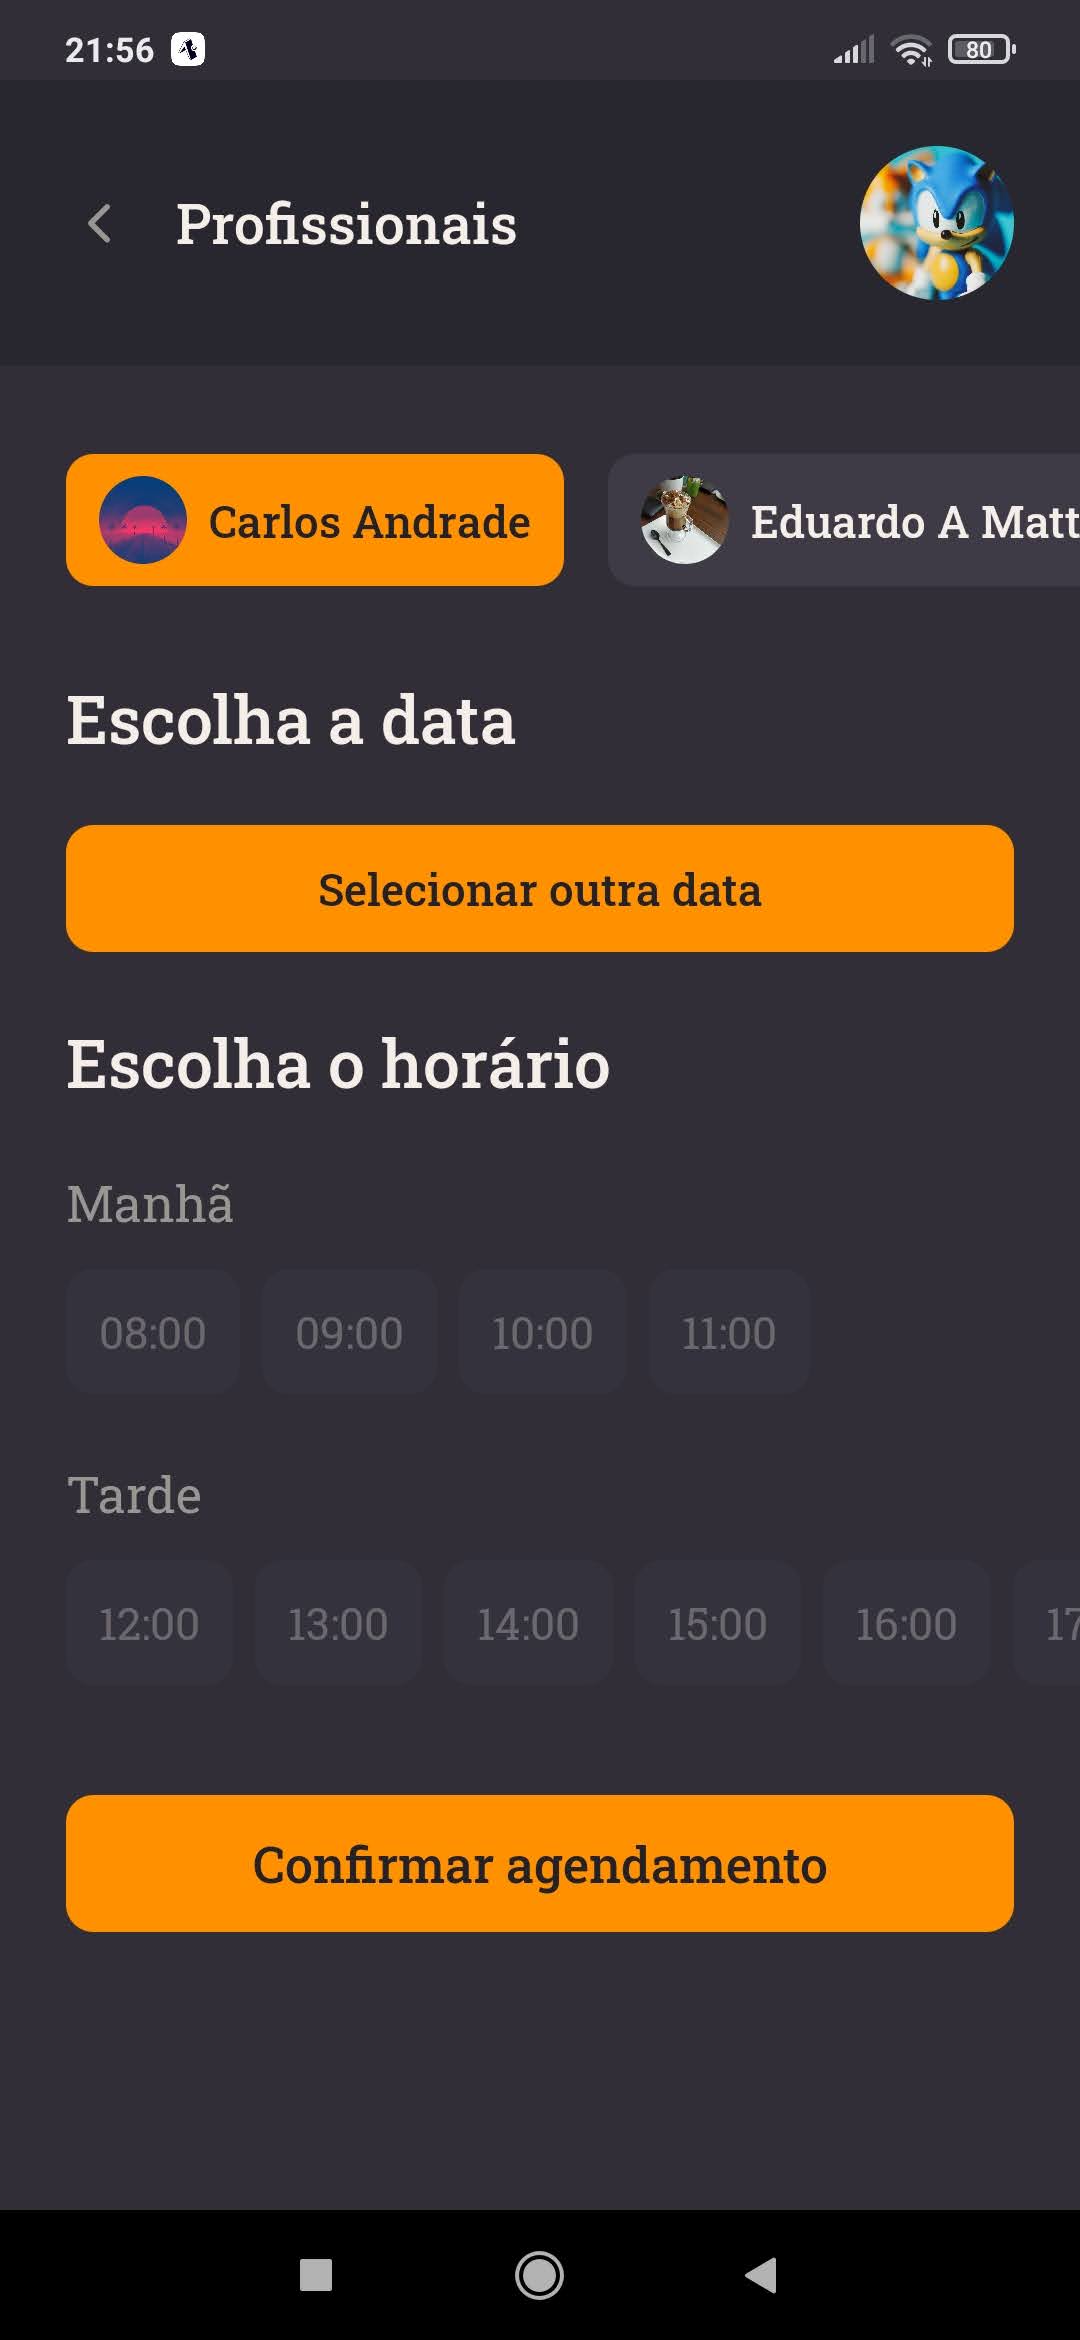 21:56
80
Profissionais
Carlos Andrade
Eduardo A Matt
Escolha a data
Selecionar outra data
Escolha o horário
Manhã
08:00 09:00 10:00 11:00
Tarde
12:00 13:00 14:00 15:00 16:00 17
Confirmar agendamento